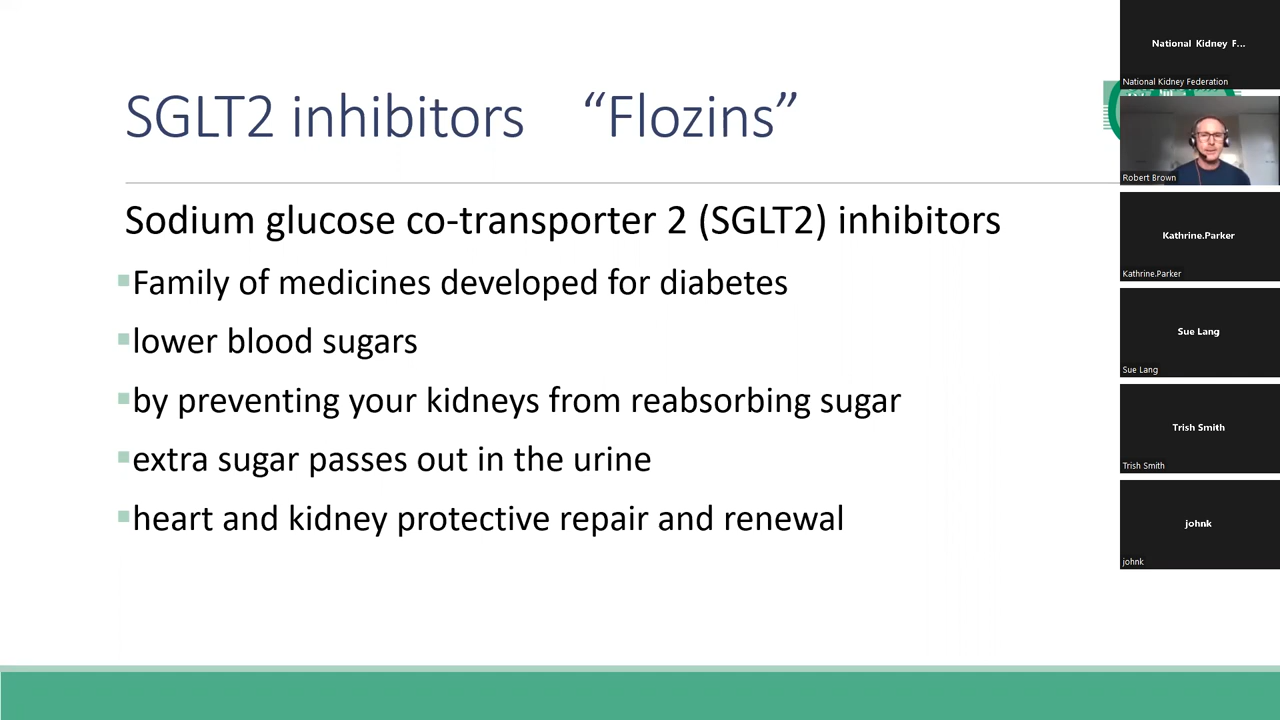 SGLT2 inhibitors “Flozins”
Sodium glucose co-transporter 2 (SGLT2) inhibitors
Family of medicines developed for diabetes
lower blood sugars
by preventing your kidneys from reabsorbing sugar
extra sugar passes out in the urine
heart and kidney protective repair and renewal
National Kidney F...
National Kidney Federation
Robert Brown
Kathrine.Parker
Kathrine.Parker
Sue Lang
Sue Lang
Trish Smith
Trish Smith
johnk
johnk